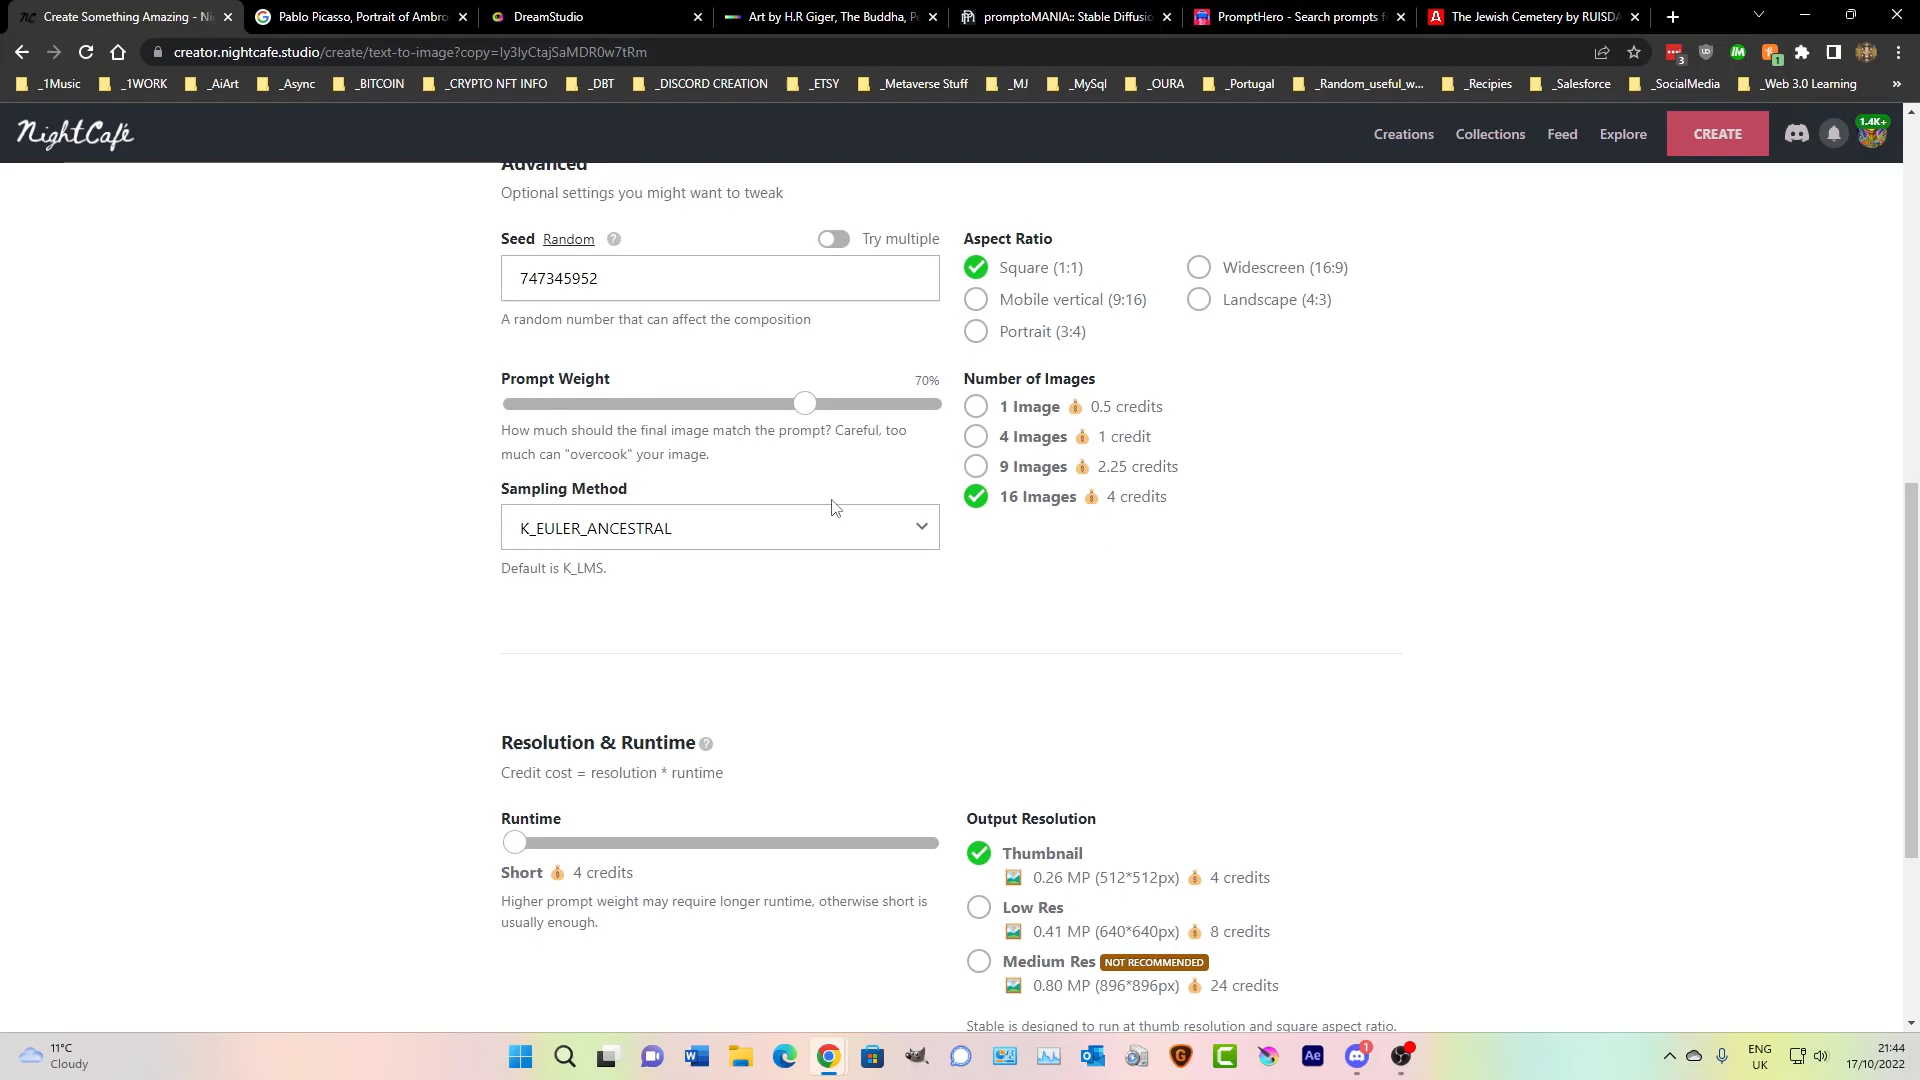 Create Something Amazing - Ni
Pablo Picasso, Portrait of Ambro
DreamStudio
Art by H.R Giger, The Buddha, Pe
promptoMANIA:: Stable Diffusio
PromptHero - Search prompts f
The Jewish Cemetery by RUISDA
creator.nightcafe.studio/create/text-to-image?copy=Iy3lyCtajSaMDR0w7tRm
3
1
_1Music
_1WORK
_AiArt
_Async
_BITCOIN
_CRYPTO NFT INFO
_DBT
_DISCORD CREATION
_ETSY
_Metaverse Stuff
_MJ
_MySql
_OURA
_Portugal
_Random_useful_w...
_Recipies
_Salesforce
_SocialMedia
_Web 3.0 Learning
»
NightCafé
Creations
Collections
Feed
Explore
CREATE
1.4K+
Advanced
Optional settings you might want to tweak
Seed Random ?
Try multiple
747345952
A random number that can affect the composition
Aspect Ratio
Square (1:1)
Widescreen (16:9)
Mobile vertical (9:16)
Landscape (4:3)
Portrait (3:4)
Prompt Weight
70%
How much should the final image match the prompt? Careful, too
much can "overcook" your image.
Number of Images
1 Image 0.5 credits
4 Images 1 credit
9 Images 2.25 credits
16 Images 4 credits
Sampling Method
K_EULER_ANCESTRAL
Default is K_LMS.
Resolution & Runtime ?
Credit cost = resolution * runtime
Runtime
Short 4 credits
Higher prompt weight may require longer runtime, otherwise short is
usually enough.
Output Resolution
Thumbnail
0.26 MP (512*512px) 4 credits
Low Res
0.41 MP (640*640px) 8 credits
Medium Res NOT RECOMMENDED
0.80 MP (896*896px) 24 credits
Stable is designed to run at thumb resolution and square aspect ratio.
11°C
Cloudy
Ae
1
ENG
UK
21:44
17/10/2022